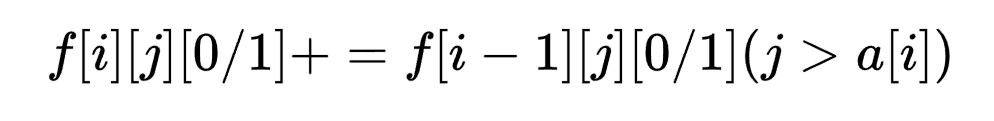 f[i][j][0/1]+ = f[i − 1][j][0/1](j > a[i])